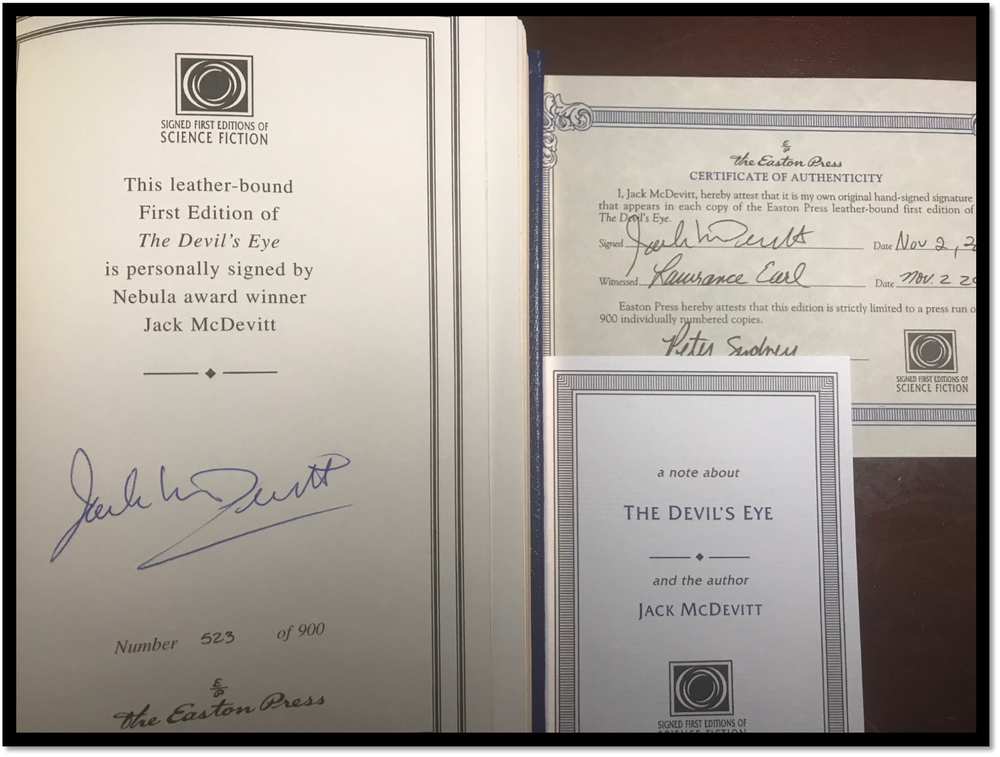 SIGNED FIRST EDITIONS OF
SCIENCE FICTION
This leather-bound
First Edition of
The Devil's Eye
is personally signed by
Nebula award winner
Jack McDevitt
Jack McDevitt
Number 523 of 900
The Easton Press
The Easton Press
CERTIFICATE OF AUTHENTICITY
I, Jack McDevitt, hereby attest that it is my own original hand-signed signature
that appears in each copy of the Easton Press leather-bound first edition of
The Devil's Eye.
Signed Jack McDevitt Date Nov 2, 2
Witnessed Lawrance Earl Date Nov. 2 20
Easton Press hereby attests that this edition is strictly limited to a press run o
900 individually numbered copies.
Peter
SIGNED FIRST EDITIONS OF
SCIENCE FICTION
a note about
THE DEVIL'S EYE
and the author
JACK MCDEVITT
SIGNED FIRST EDITIONS OF
SCIENCE FICTION